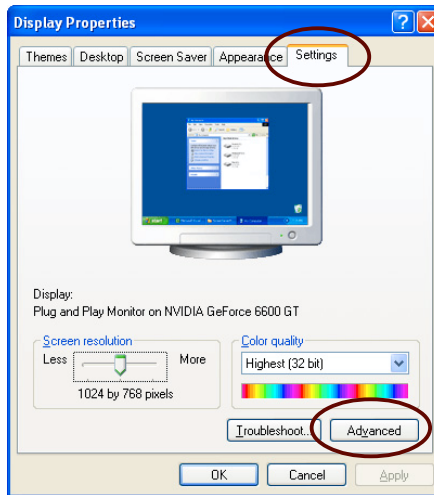 Display Properties
Themes Desktop Screen Saver Appearance Settings
Display:
Plug and Play Monitor on NVIDIA GeForce 6600 GT
Screen resolution
Less More
1024 by 768 pixels
Color quality
Highest (32 bit)
Troubleshoot... Advanced
OK Cancel Apply